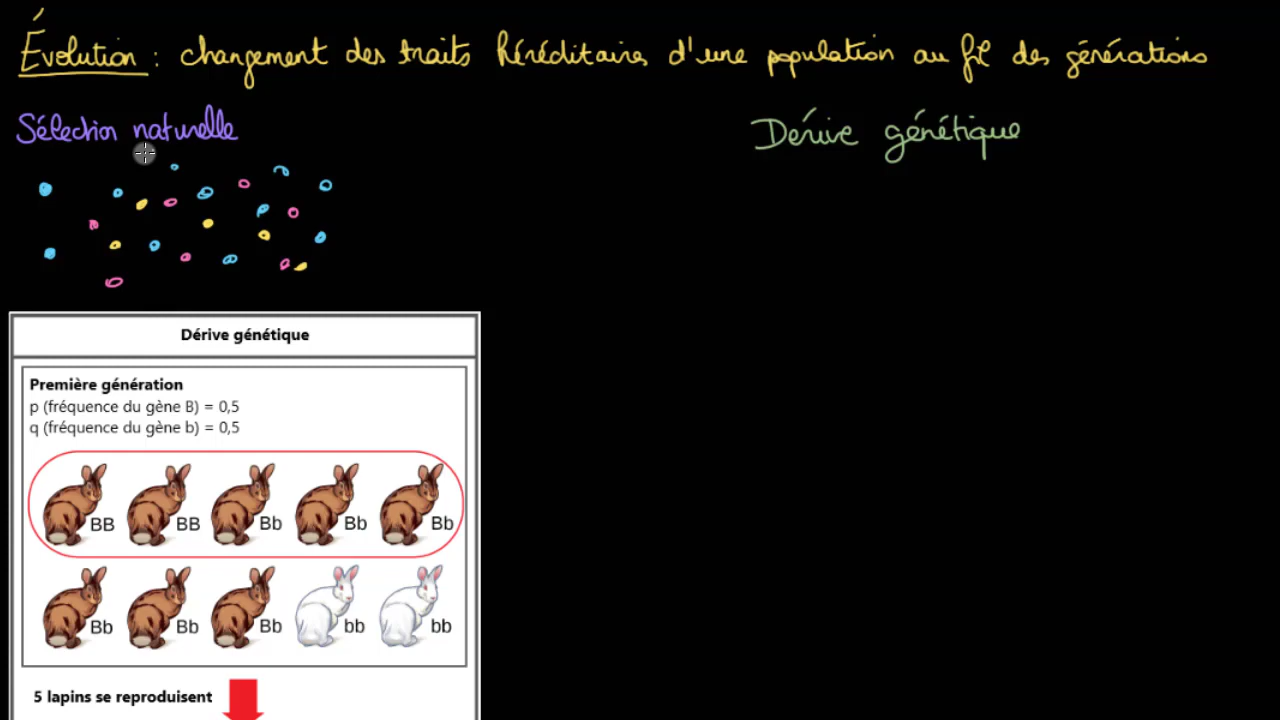 Évolution : changement des traits héréditaires d'une population au fil des générations
Sélection naturelle
Dérive génétique
Dérive génétique
Première génération
p (fréquence du gène B) = 0,5
q (fréquence du gène b) = 0,5
BB BB Bb Bb Bb
Bb Bb Bb bb bb
5 lapins se reproduisent